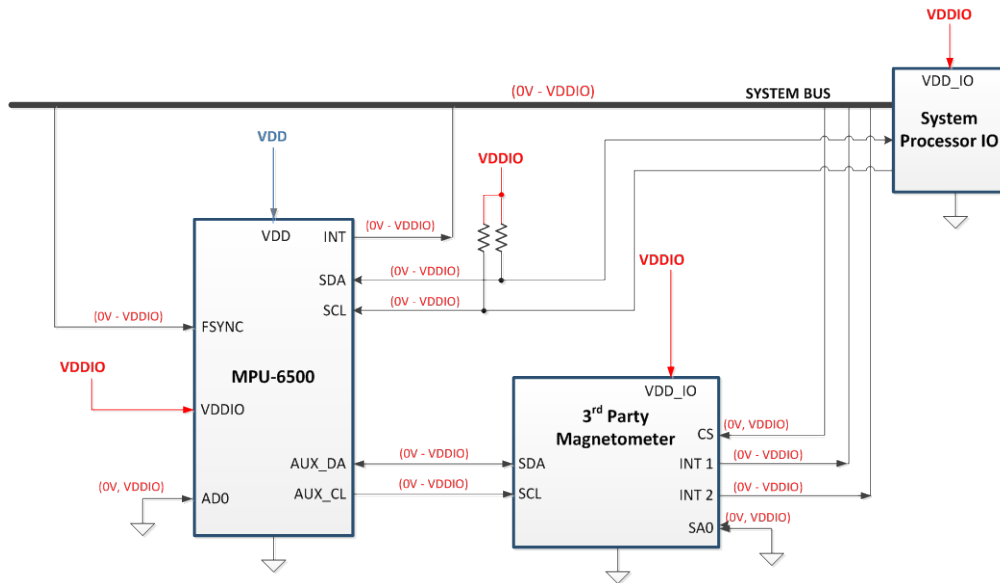 VDDIO
VDD_IO
System
Processor IO
(0V - VDDIO)
SYSTEM BUS
VDD
VDDIO
VDD
INT
(0V - VDDIO)
SDA
(0V - VDDIO)
SCL
(0V - VDDIO)
(0V - VDDIO)
FSYNC
MPU-6500
VDDIO
VDDIO
AUX_DA
(0V - VDDIO)
AUX_CL
(0V - VDDIO)
(0V, VDDIO)
AD0
VDDIO
VDD_IO
3rd Party
Magnetometer
CS
(0V, VDDIO)
SDA
INT 1
(0V - VDDIO)
SCL
INT 2
(0V - VDDIO)
SA0
(0V, VDDIO)